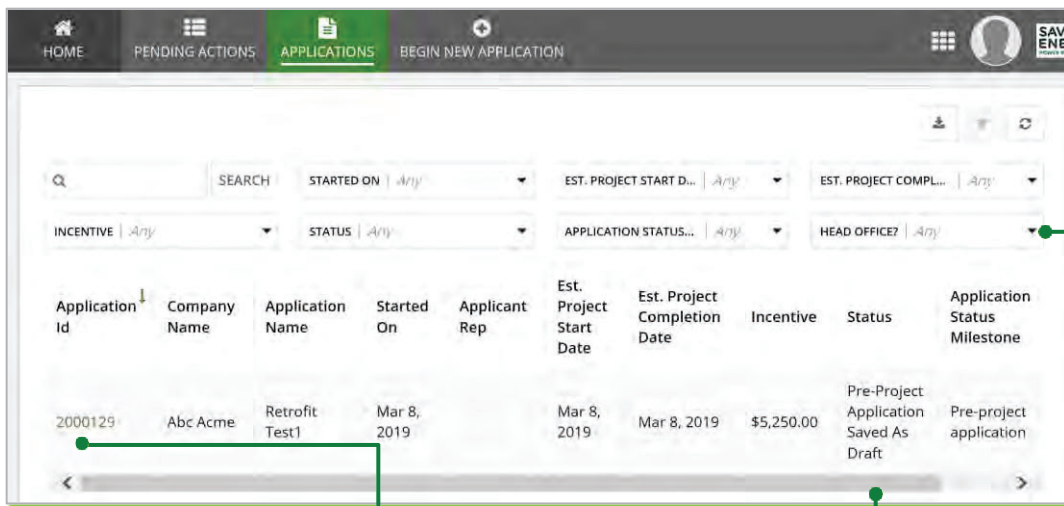 HOME PENDING ACTIONS APPLICATIONS BEGIN NEW APPLICATION
SAV
ENE
SEARCH STARTED ON Any EST. PROJECT START D... Any EST. PROJECT COMPL... Any
INCENTIVE Any STATUS Any APPLICATION STATUS... Any HEAD OFFICE? Any
Application Id Company Name Application Name Started On Applicant Rep Est. Project Start Date Est. Project Completion Date Incentive Status Application Status Milestone
2000129 Abc Acme Retrofit Test1 Mar 8, 2019 Mar 8, 2019 Mar 8, 2019 $5,250.00 Pre-Project Application Saved As Draft Pre-project application